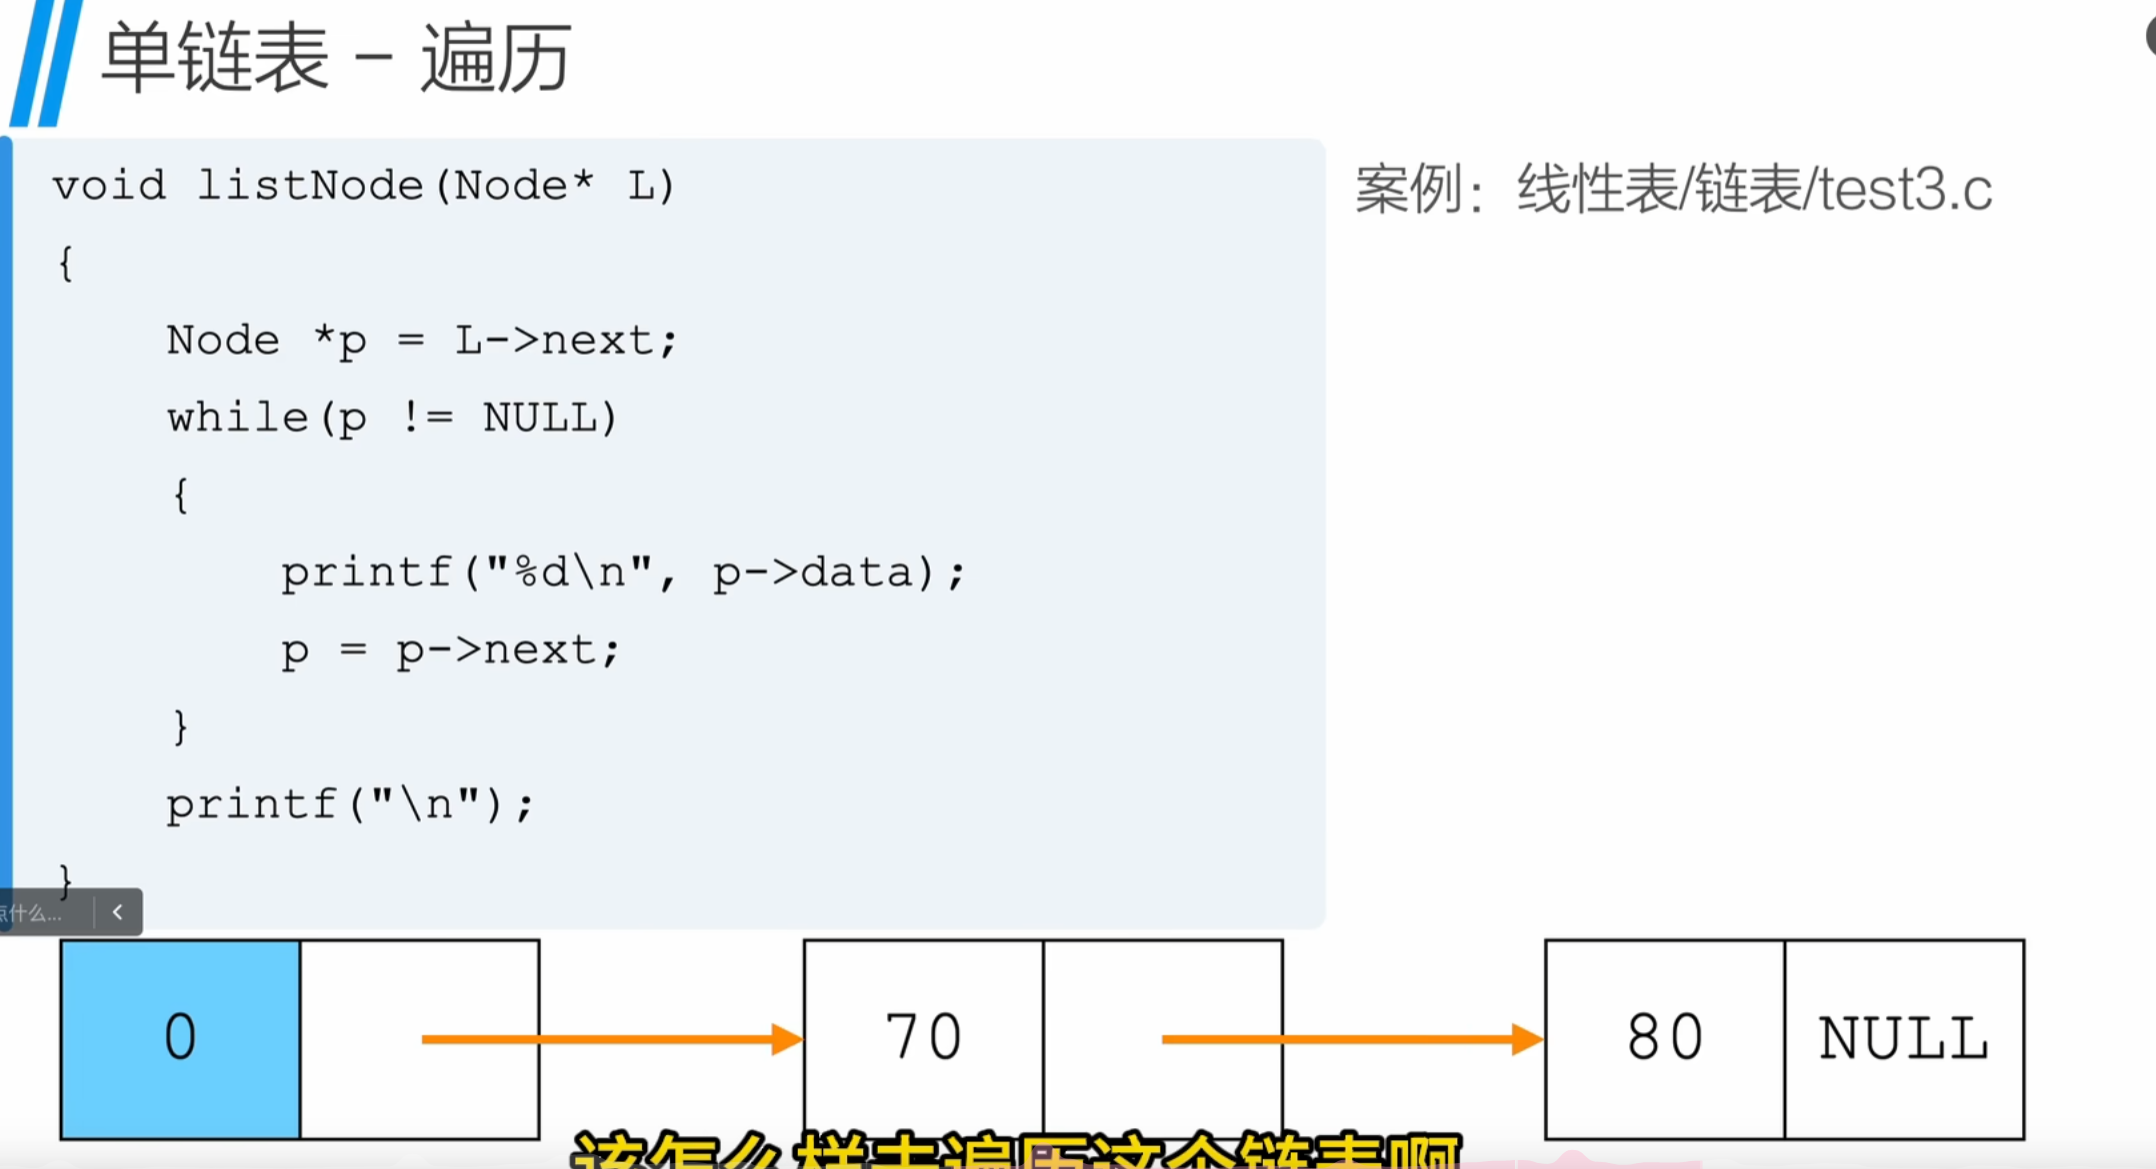 单链表 – 遍历
void listNode(Node* L)
{
    Node *p = L->next;
    while(p != NULL)
    {
        printf("%d\n", p->data);
        p = p->next;
    }
    printf("\n");
}
案例：线性表/链表/test3.c
点什么... <
0
70
80 NULL
该怎么样去遍历这个链表啊